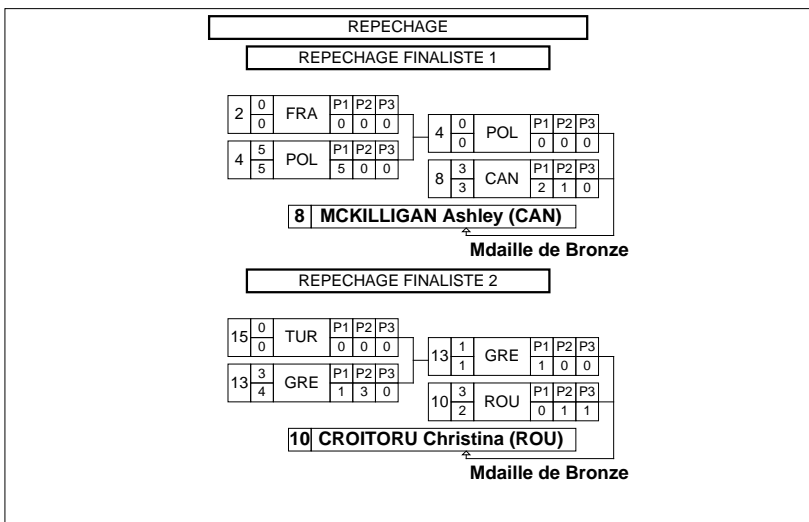 REPECHAGE
REPECHAGE FINALISTE 1
2 0 0 FRA P1 P2 P3 0 0 0
4 5 5 POL P1 P2 P3 5 0 0
4 0 0 POL P1 P2 P3 0 0 0
8 3 3 CAN P1 P2 P3 2 1 0
8 MCKILLIGAN Ashley (CAN)
Mdaille de Bronze
REPECHAGE FINALISTE 2
15 0 0 TUR P1 P2 P3 0 0 0
13 3 4 GRE P1 P2 P3 1 3 0
13 1 1 GRE P1 P2 P3 1 0 0
10 3 2 ROU P1 P2 P3 0 1 1
10 CROITORU Christina (ROU)
Mdaille de Bronze